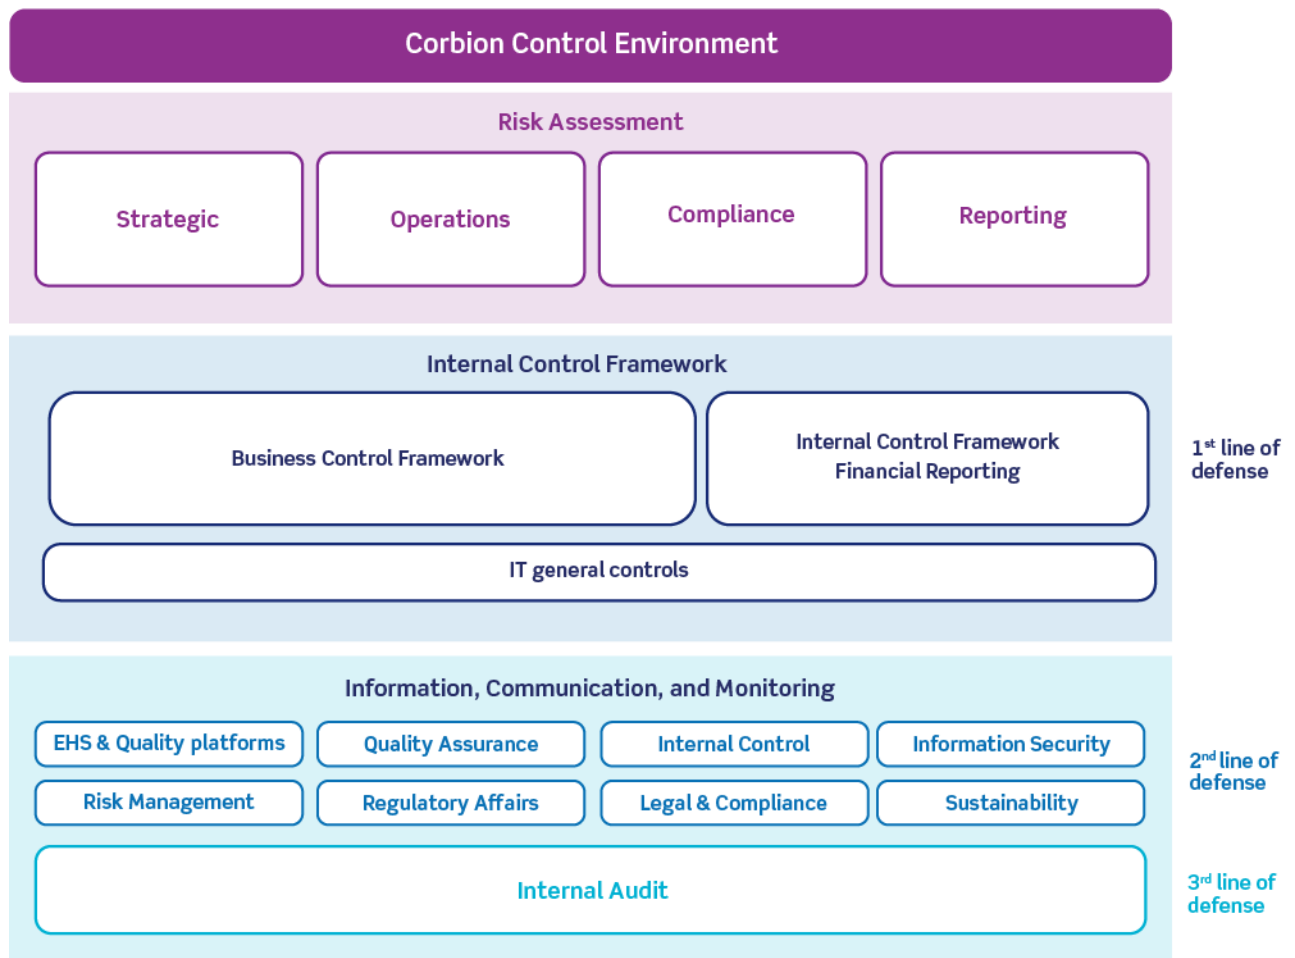 Corbion Control Environment
Risk Assessment
Strategic
Operations
Compliance
Reporting
Internal Control Framework
Business Control Framework
Internal Control Framework
Financial Reporting
1st line of
defense
IT general controls
Information, Communication, and Monitoring
EHS & Quality platforms
Quality Assurance
Internal Control
Information Security
Risk Management
Regulatory Affairs
Legal & Compliance
Sustainability
2nd line of
defense
Internal Audit
3rd line of
defense